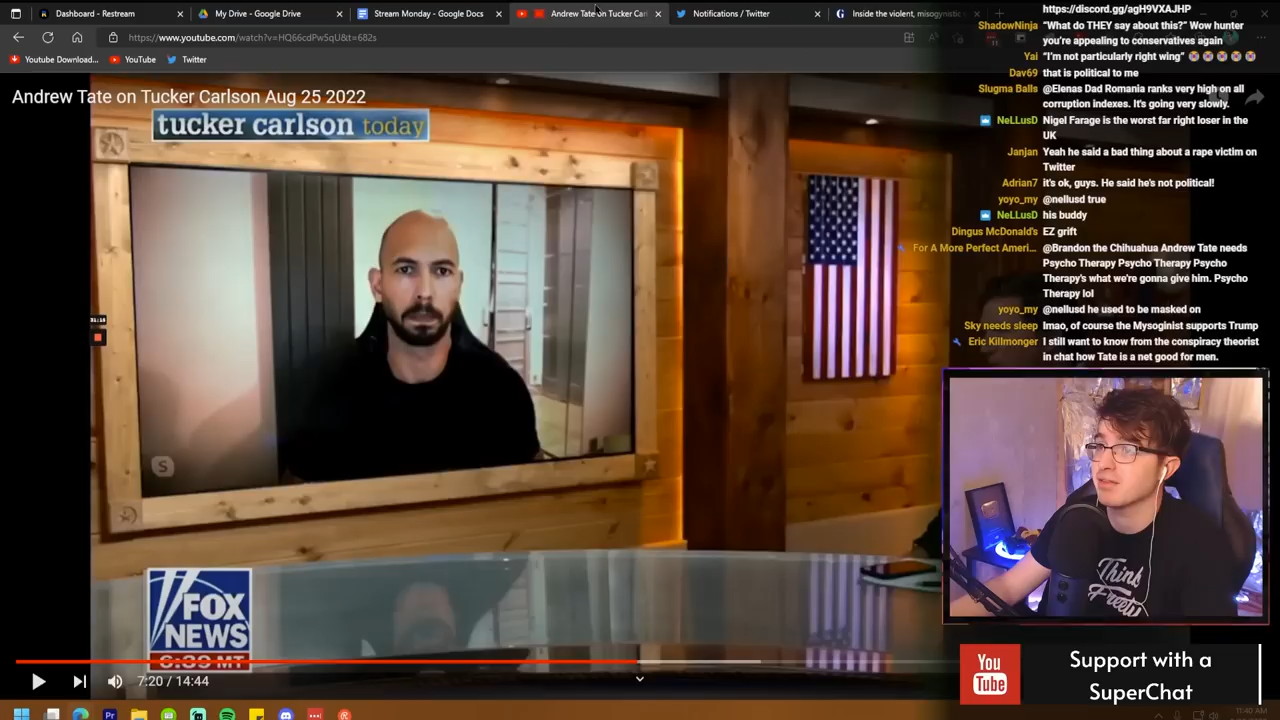 Dashboard - Restream
My Drive - Google Drive
Stream Monday - Google Docs
Andrew Tate on Tucker Carl
Notifications / Twitter
Inside the violent, misogynistic
https://www.youtube.com/watch?v=HQ66cdPw5qU&t=682s
Youtube Download...
YouTube
Twitter
Andrew Tate on Tucker Carlson Aug 25 2022
tucker carlson today
https://discord.gg/agH9VXAJHP
ShadowNinja “What do THEY say about this?” Wow hunter
you’re appealing to conservatives again
Yai “I’m not particularly right wing”
Dav69 that is political to me
Slugma Balls @Elenas Dad Romania ranks very high on all
corruption indexes. It's going very slowly.
NeLLusD Nigel Farage is the worst far right loser in the
UK
Janjan Yeah he said a bad thing about a rape victim on
Twitter
Adrian7 it's ok, guys. He said he's not political!
yoyo_my @nellusd true
NeLLusD his buddy
Dingus McDonald's EZ grift
For A More Perfect Ameri... @Brandon the Chihuahua Andrew Tate needs
Psycho Therapy Psycho Therapy Psycho
Therapy's what we're gonna give him. Psycho
Therapy lol
yoyo_my @nellusd he used to be masked on
Sky needs sleep lmao, of course the Mysoginist supports Trump
Eric Killmonger I still want to know from the conspiracy theorist
in chat how Tate is a net good for men.
Think
Freely
FOX
NEWS
8:39 MT
7:20 / 14:44
You
Tube
Support with a
SuperChat
11:40 AM